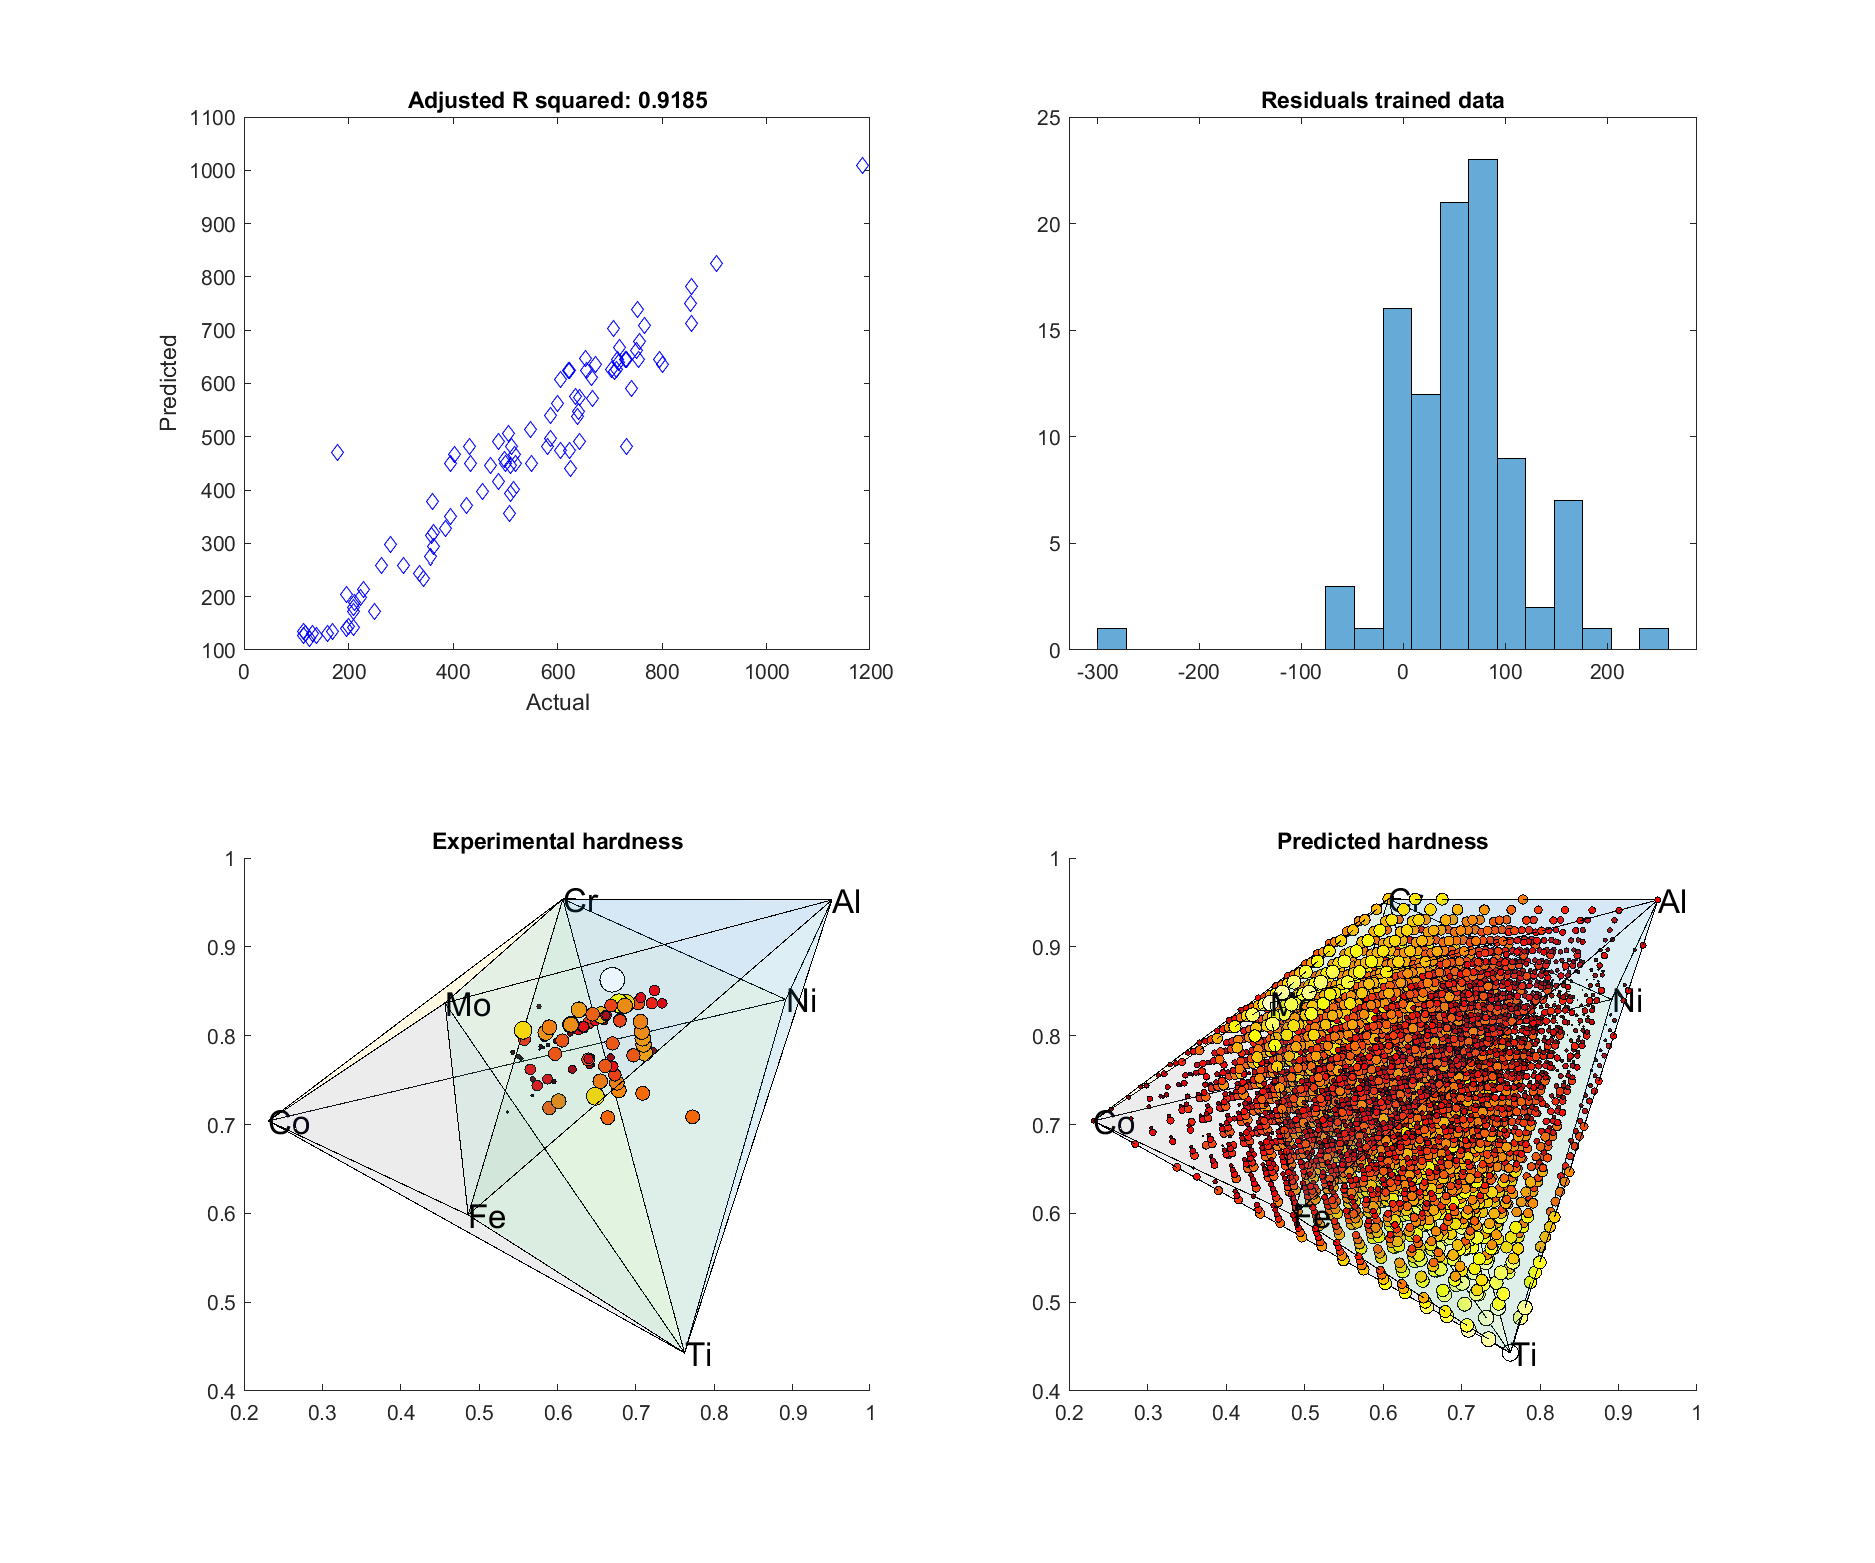 Adjusted R squared: 0.9185
1100
1000
900
800
700
600
500
400
300
200
100
Predicted
0 200 400 600 800 1000 1200
Actual
Residuals trained data
25
20
15
10
5
0
-300 -200 -100 0 100 200
Experimental hardness
1
0.9
0.8
0.7
0.6
0.5
0.4
Cr
Al
Mo
Ni
Co
Fe
Ti
0.2 0.3 0.4 0.5 0.6 0.7 0.8 0.9 1
Predicted hardness
1
0.9
0.8
0.7
0.6
0.5
0.4
Cr
Al
Ni
Co
Fe
Ti
0.2 0.3 0.4 0.5 0.6 0.7 0.8 0.9 1